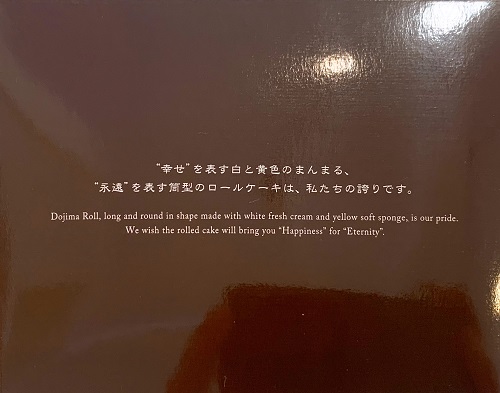 “幸せ”を表す白と黄色のまんまる、
“永遠”を表す筒型のロールケーキは、私たちの誇りです。
Dojima Roll, long and round in shape made with white fresh cream and yellow soft sponge, is our pride.
We wish the rolled cake will bring you “Happiness” for “Eternity”.